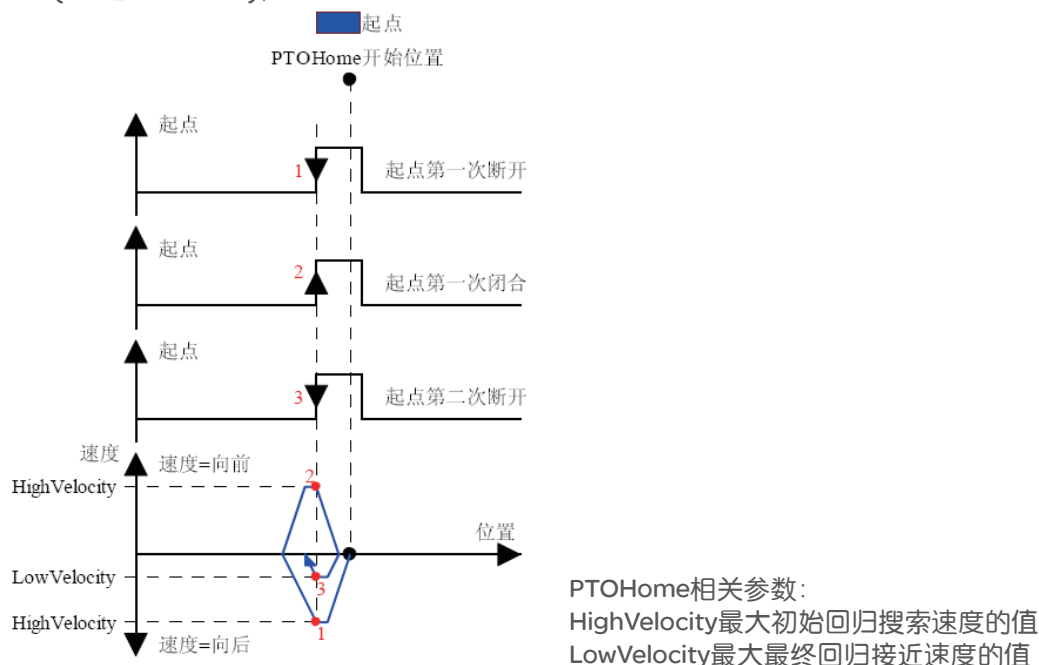 起点
PTOHome开始位置
起点
1
起点第一次断开
起点
2
起点第一次闭合
起点
3
起点第二次断开
速度
速度=向前
HighVelocity
2
位置
LowVelocity
3
HighVelocity
1
速度=向后
PTOHome相关参数：
HighVelocity最大初始回归搜索速度的值
LowVelocity最大最终回归接近速度的值